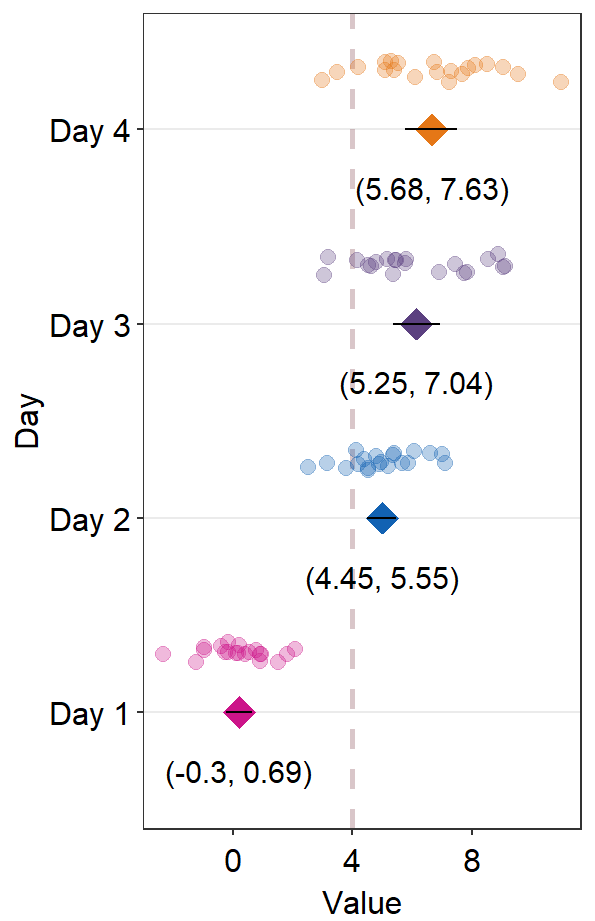 Day 4
(5.68, 7.63)
Day 3
(5.25, 7.04)
Day
Day 2
(4.45, 5.55)
Day 1
(-0.3, 0.69)
0 4 8
Value